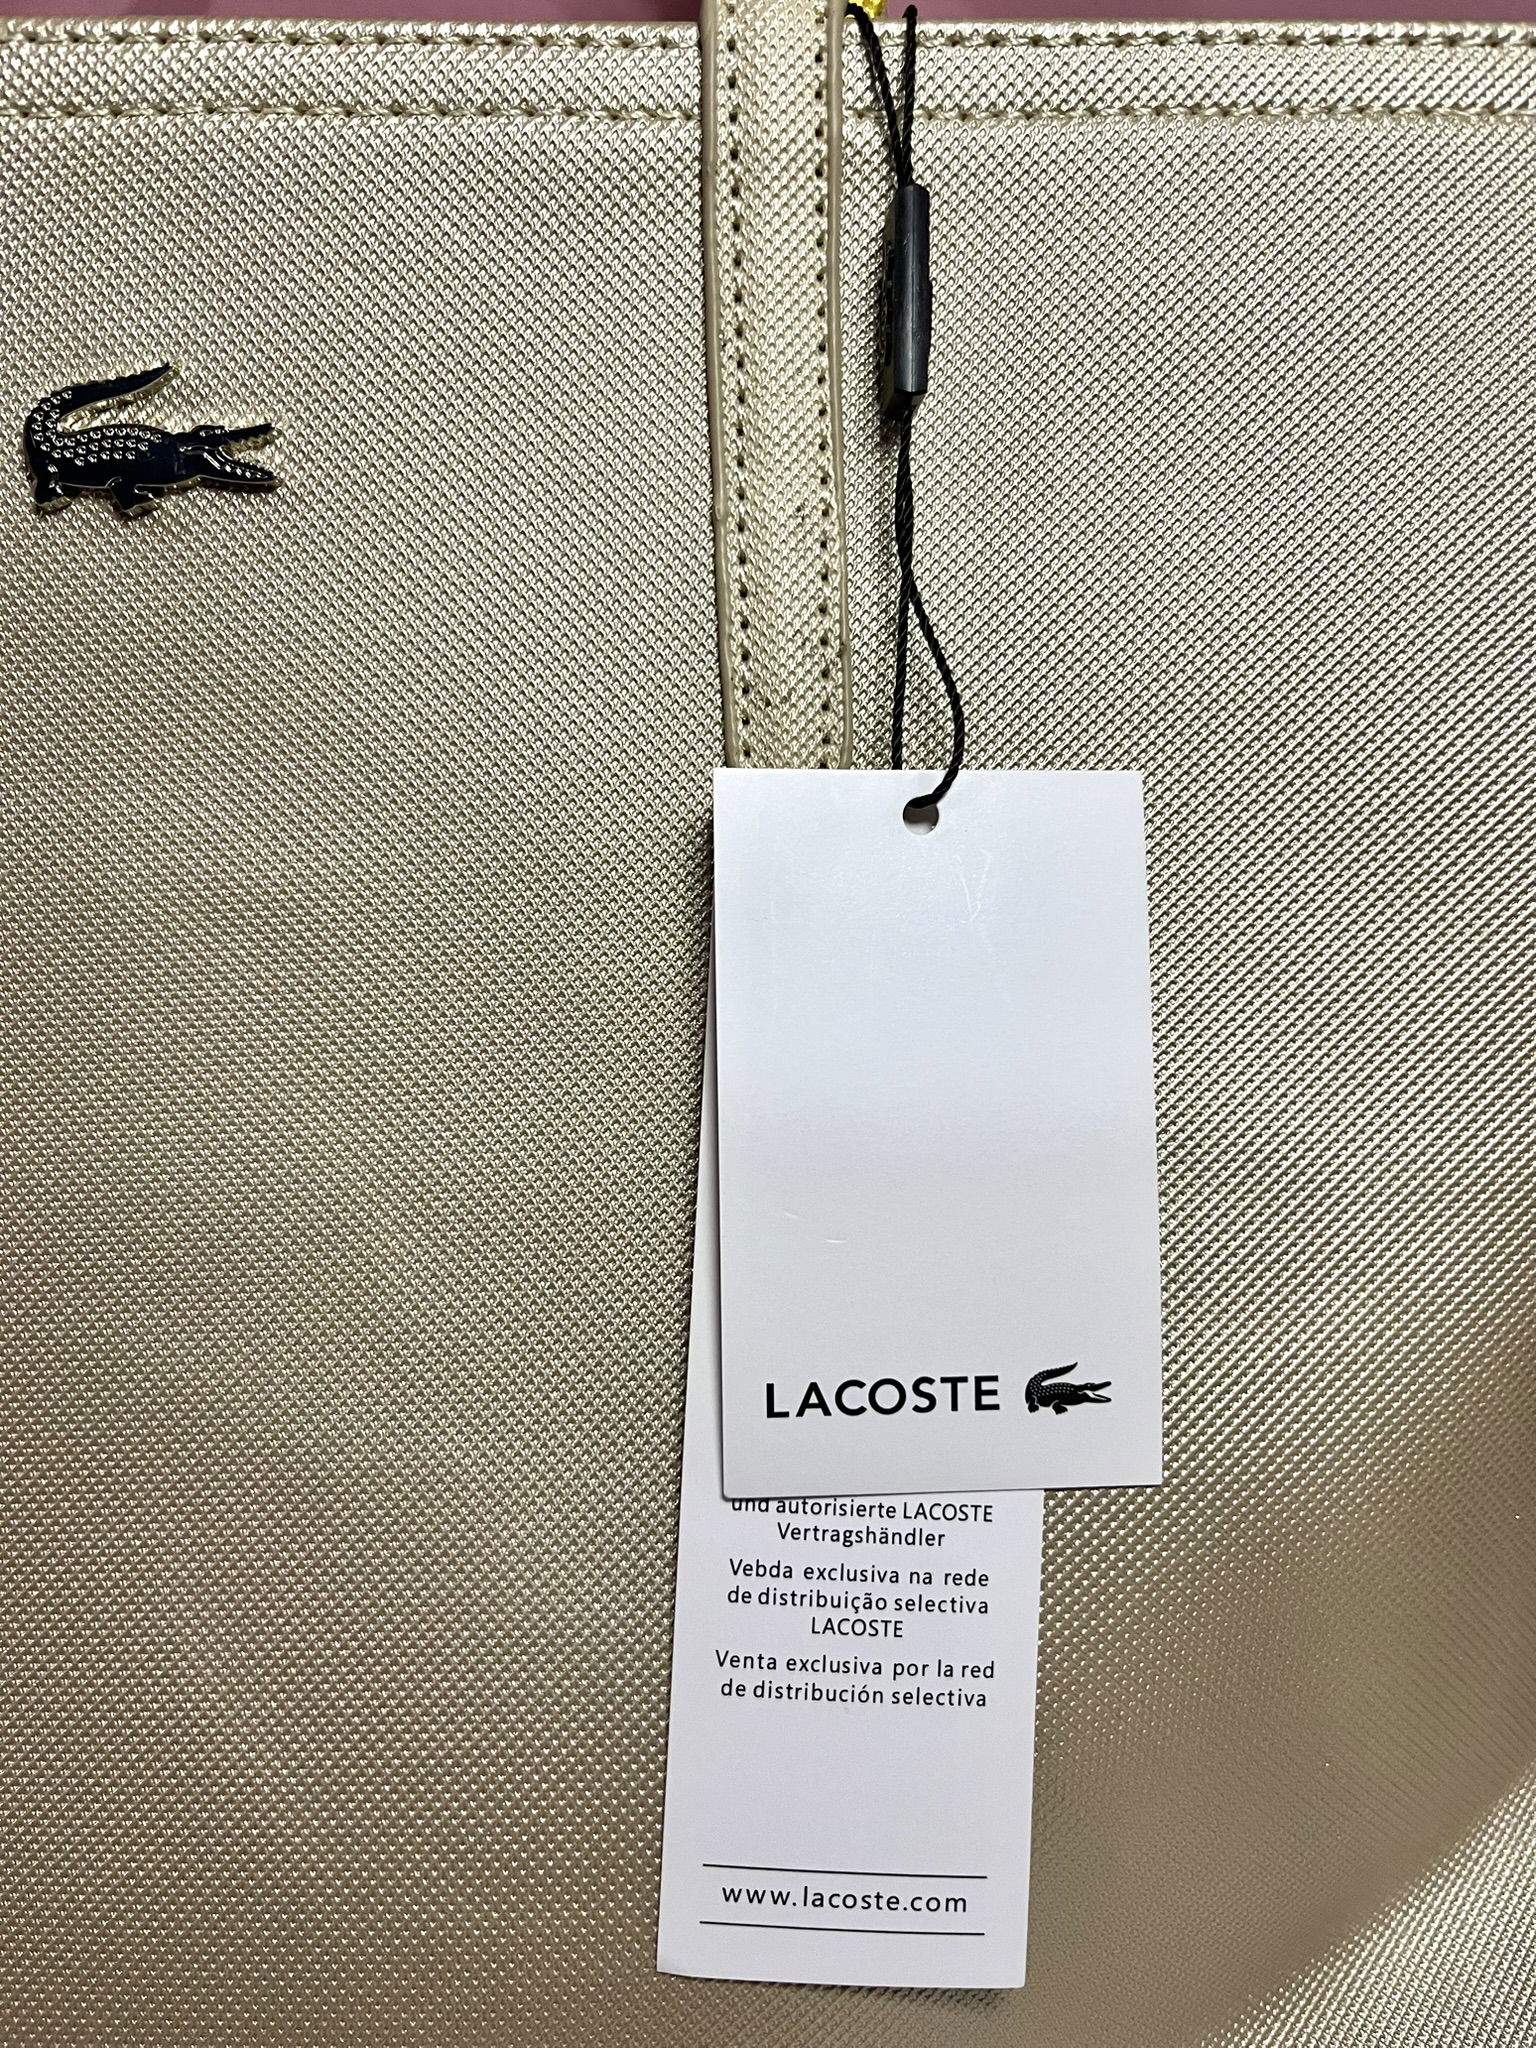 LACOSTE
und autorisierte LACOSTE
Vertragshändler
Vebda exclusiva na rede
de distribuição selectiva
LACOSTE
Venta exclusiva por la red
de distribución selectiva
www.lacoste.com